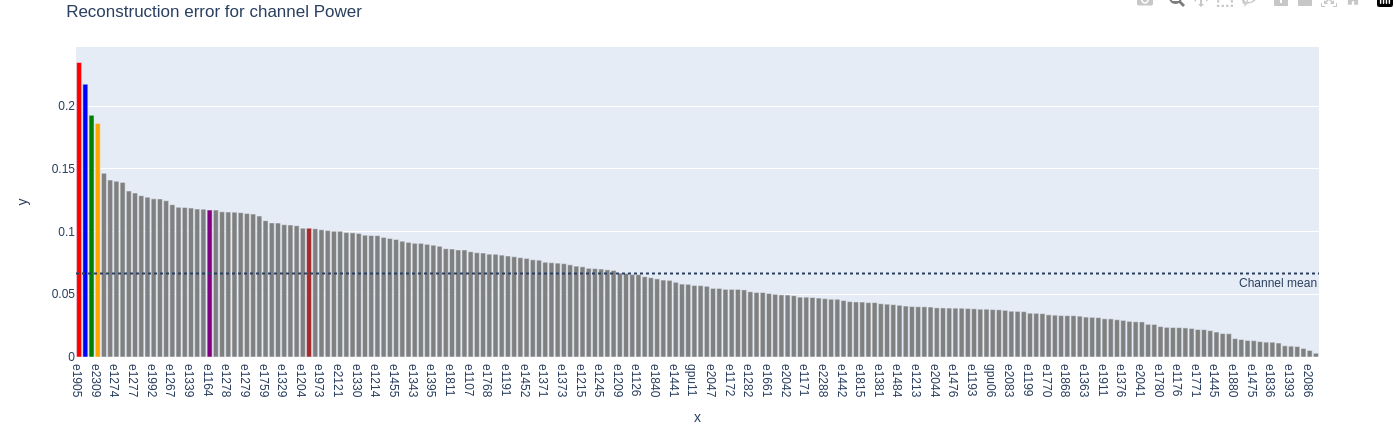 Reconstruction error for channel Power
y
0.2
0.15
0.1
0.05
0
Channel mean
e1905 e2309 e1274 e1277 e1992 e1267 e1339 e1164 e1278 e1279 e1759 e1329 e1204 e1973 e2121 e1330 e1214 e1455 e1343 e1395 e1811 e1107 e1768 e1191 e1452 e1371 e1373 e1215 e1245 e1209 e1126 e1840 e1441 gpu11 e2047 e1172 e1282 e1661 e2042 e1171 e2288 e1442 e1815 e1381 e1484 e1213 e2044 e1476 e1193 gpu06 e2083 e1199 e1770 e1868 e1363 e1911 e1376 e2041 e1780 e1176 e1771 e1445 e1880 e1475 e1836 e1393 e2086
x